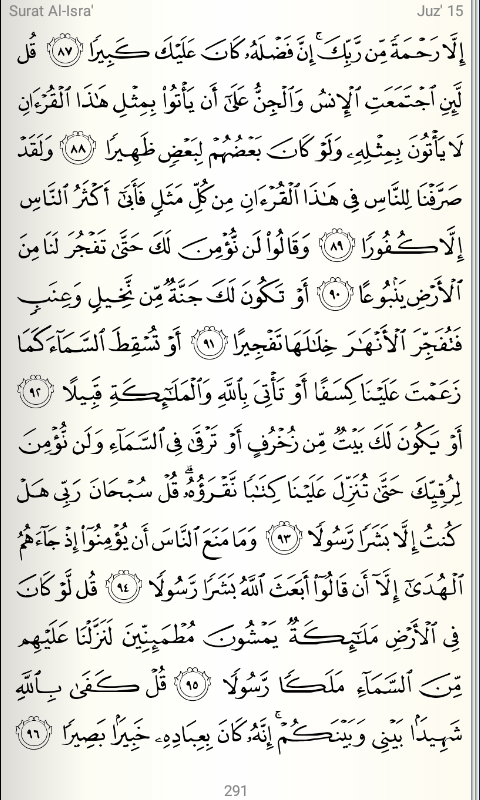 Surat Al-Isra' Juz' 15
إِلَّا رَحْمَةً مِّن رَّبِّكَ ۚ إِنَّ فَضْلَهُۥ كَانَ عَلَيْكَ كَبِيرًا ٨٧ قُل
لَّئِنِ ٱجْتَمَعَتِ ٱلْإِنسُ وَٱلْجِنُّ عَلَىٰٓ أَن يَأْتُوا۟ بِمِثْلِ هَٰذَا ٱلْقُرْءَانِ
لَا يَأْتُونَ بِمِثْلِهِۦ وَلَوْ كَانَ بَعْضُهُمْ لِبَعْضٍ ظَهِيرًا ٨٨ وَلَقَدْ
صَرَّفْنَا لِلنَّاسِ فِى هَٰذَا ٱلْقُرْءَانِ مِن كُلِّ مَثَلٍ فَأَبَىٰٓ أَكْثَرُ ٱلنَّاسِ
إِلَّا كُفُورًا ٨٩ وَقَالُوا۟ لَن نُّؤْمِنَ لَكَ حَتَّىٰ تَفْجُرَ لَنَا مِنَ
ٱلْأَرْضِ يَنۢبُوعًا ٩٠ أَوْ تَكُونَ لَكَ جَنَّةٌ مِّن نَّخِيلٍ وَعِنَبٍ
فَتُفَجِّرَ ٱلْأَنْهَٰرَ خِلَٰلَهَا تَفْجِيرًا ٩١ أَوْ تُسْقِطَ ٱلسَّمَآءَ كَمَا
زَعَمْتَ عَلَيْنَا كِسَفًا أَوْ تَأْتِىَ بِٱللَّهِ وَٱلْمَلَٰٓئِكَةِ قَبِيلًا ٩٢
أَوْ يَكُونَ لَكَ بَيْتٌ مِّن زُخْرُفٍ أَوْ تَرْقَىٰ فِى ٱلسَّمَآءِ وَلَن نُّؤْمِنَ
لِرُقِيِّكَ حَتَّىٰ تُنَزِّلَ عَلَيْنَا كِتَٰبًا نَّقْرَؤُهُۥ ۗ قُلْ سُبْحَانَ رَبِّى هَلْ
كُنتُ إِلَّا بَشَرًا رَّسُولًا ٩٣ وَمَا مَنَعَ ٱلنَّاسَ أَن يُؤْمِنُوٓا۟ إِذْ جَآءَهُمُ
ٱلْهُدَىٰٓ إِلَّآ أَن قَالُوٓا۟ أَبَعَثَ ٱللَّهُ بَشَرًا رَّسُولًا ٩٤ قُل لَّوْ كَانَ
فِى ٱلْأَرْضِ مَلَٰٓئِكَةٌ يَمْشُونَ مُطْمَئِنِّينَ لَنَزَّلْنَا عَلَيْهِم
مِّنَ ٱلسَّمَآءِ مَلَكًا رَّسُولًا ٩٥ قُلْ كَفَىٰ بِٱللَّهِ
شَهِيدًۢا بَيْنِى وَبَيْنَكُمْ ۚ إِنَّهُۥ كَانَ بِعِبَادِهِۦ خَبِيرًۢا بَصِيرًا ٩٦
291